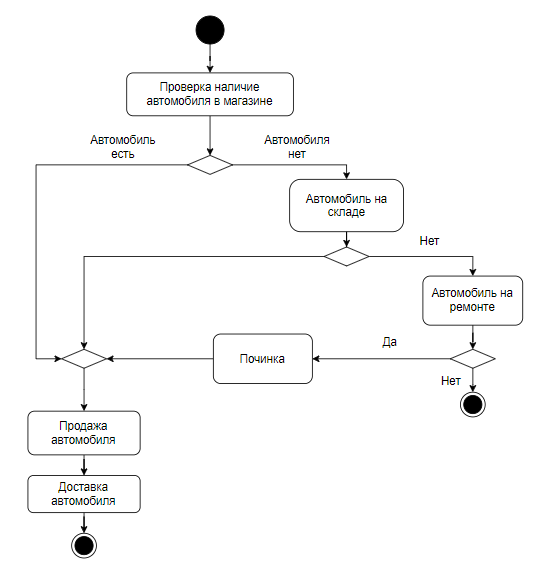 Проверка наличие
автомобиля в магазине
Автомобиль
есть
Автомобиля
нет
Автомобиль на
складе
Нет
Автомобиль на
ремонте
Да
Починка
Нет
Продажа
автомобиля
Доставка
автомобиля